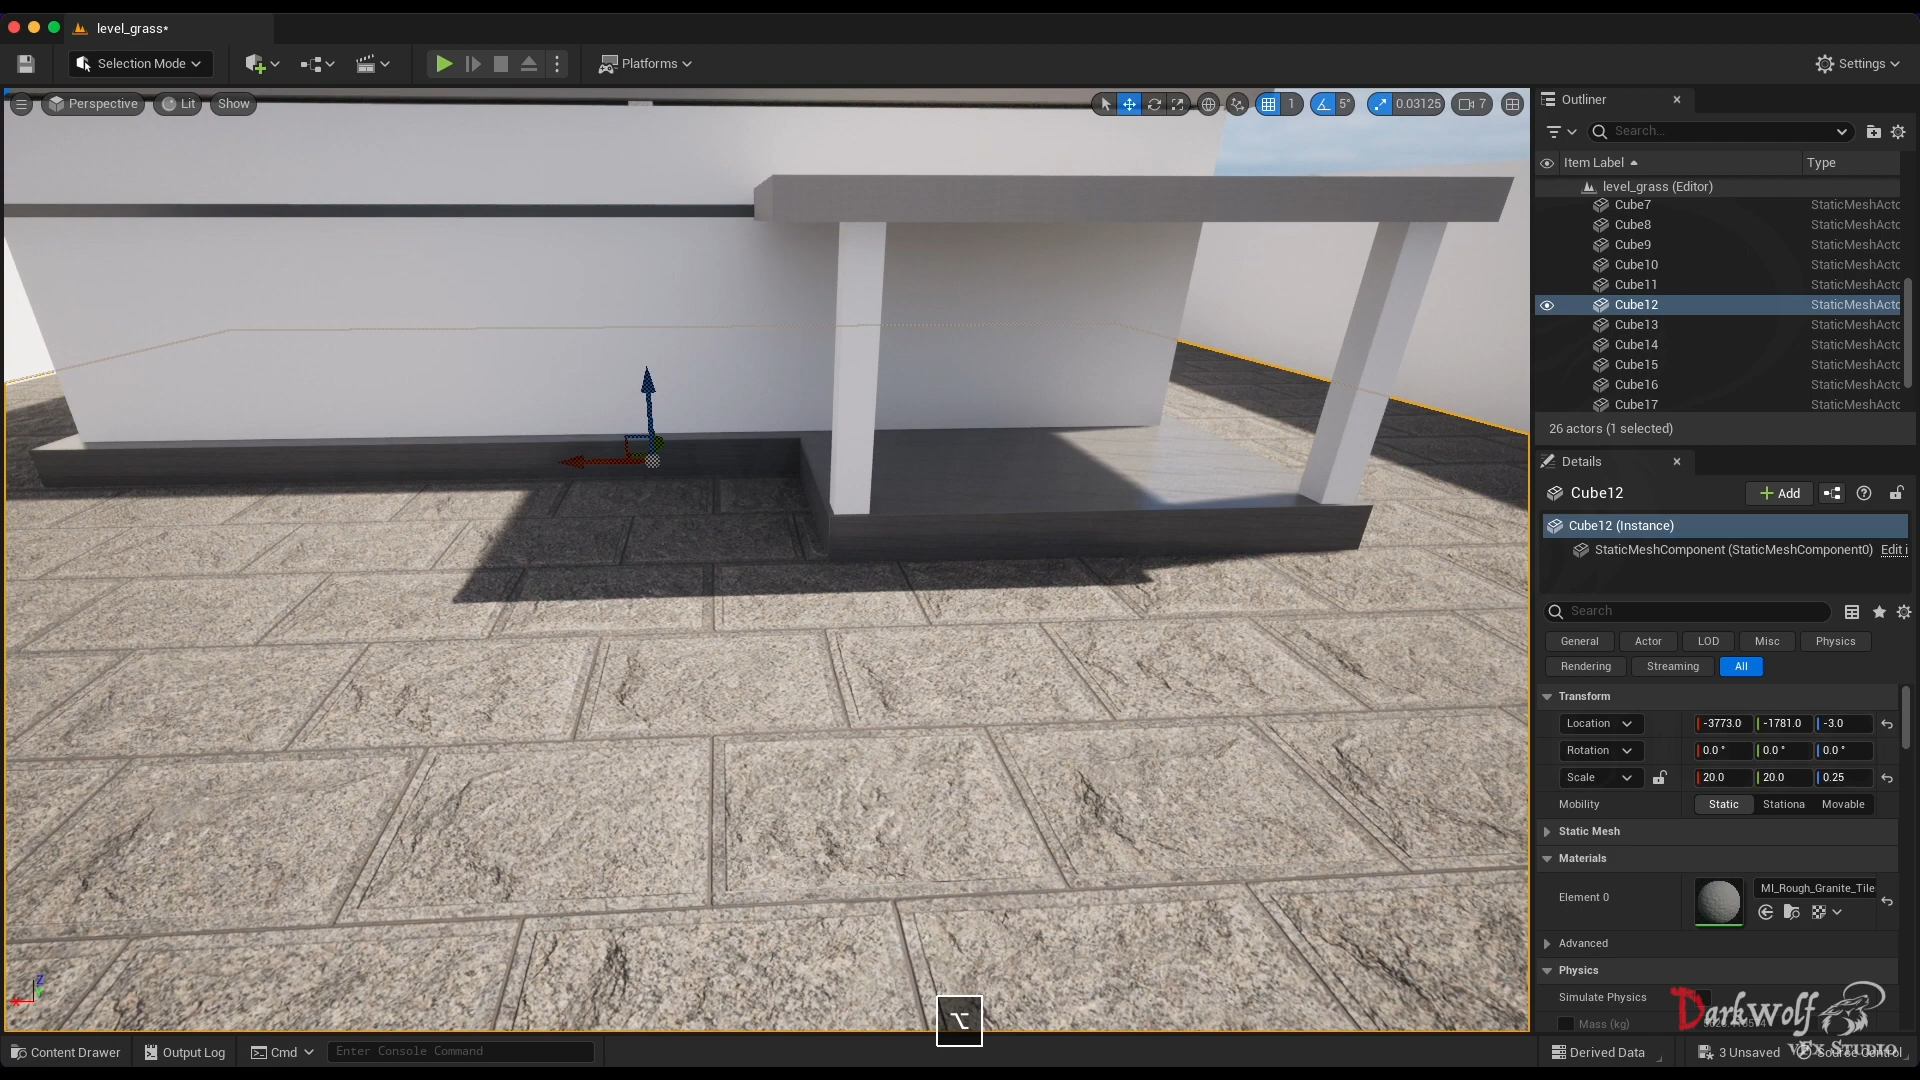 level_grass*
Selection Mode
Platforms
Settings
Perspective
Lit
Show
1
5°
0.03125
7
Outliner
Search...
Item Label
Type
level_grass (Editor)
Cube7 StaticMeshActo
Cube8 StaticMeshActo
Cube9 StaticMeshActo
Cube10 StaticMeshActo
Cube11 StaticMeshActo
Cube12 StaticMeshActo
Cube13 StaticMeshActo
Cube14 StaticMeshActo
Cube15 StaticMeshActo
Cube16 StaticMeshActo
Cube17 StaticMeshActo
26 actors (1 selected)
Details
Cube12
Add
Cube12 (Instance)
StaticMeshComponent (StaticMeshComponent0) Edit i
Search
General Actor LOD Misc Physics
Rendering Streaming All
Transform
Location -3773.0 -1781.0 -3.0
Rotation 0.0 ° 0.0 ° 0.0 °
Scale 20.0 20.0 0.25
Mobility Static Stationa Movable
Static Mesh
Materials
Element 0 MI_Rough_Granite_Tile
Advanced
Physics
Simulate Physics
Mass (kg)
DarkWolf
VFX Studio
Z
⌥
Content Drawer
Output Log
Cmd
Enter Console Command
Derived Data
3 Unsaved
Source Control